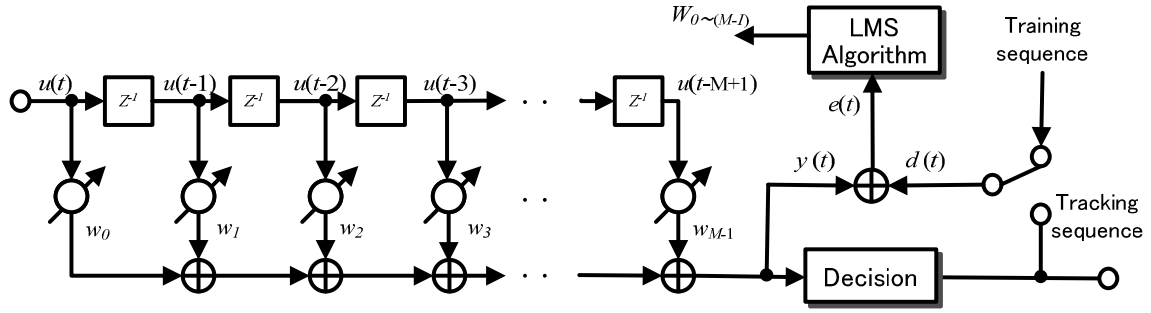 W0~(M-1)
LMS
Algorithm
Training
sequence
u(t)
Z-1
u(t-1)
Z-1
u(t-2)
Z-1
u(t-3)
. .
Z-1
u(t-M+1)
e(t)
y (t)
d (t)
. .
w0
w1
w2
w3
wM-1
Tracking
sequence
. .
Decision